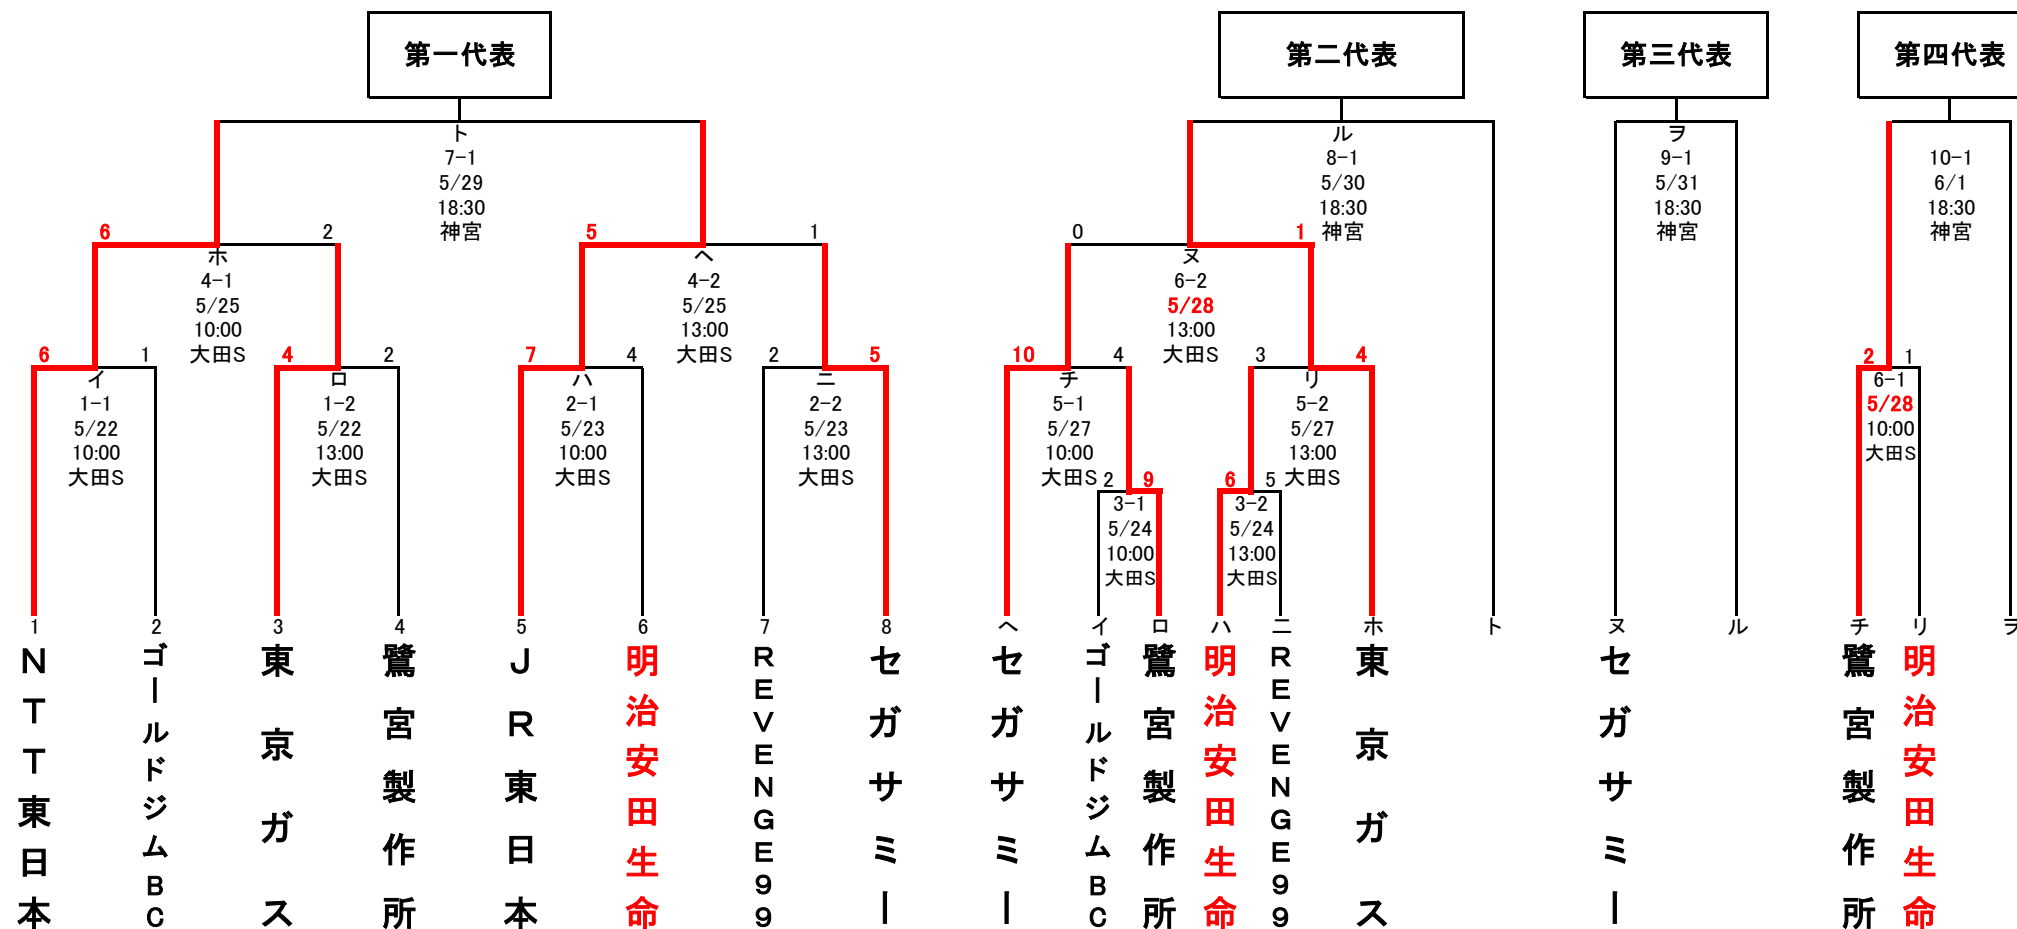 第一代表
第二代表
第三代表
第四代表
ト
7-1
5/29
18:30
神宮
ル
8-1
5/30
18:30
神宮
ヲ
9-1
5/31
18:30
神宮
10-1
6/1
18:30
神宮
6
2
ホ
4-1
5/25
10:00
大田S
5
1
ヘ
4-2
5/25
13:00
大田S
0
1
ヌ
6-2
5/28
13:00
大田S
6
1
イ
1-1
5/22
10:00
大田S
4
2
ロ
1-2
5/22
13:00
大田S
7
4
ハ
2-1
5/23
10:00
大田S
2
5
ニ
2-2
5/23
13:00
大田S
10
4
チ
5-1
5/27
10:00
大田S
3
4
リ
5-2
5/27
13:00
大田S
2
1
6-1
5/28
10:00
大田S
2
9
3-1
5/24
10:00
大田S
6
5
3-2
5/24
13:00
大田S
1
2
3
4
5
6
7
8
ヘ
イ
ロ
ハ
ニ
ホ
ト
ヌ
ル
チ
リ
ヲ
NTT東日本
ゴールドジムBC
東京ガス
鷺宮製作所
JR東日本
明治安田生命
REVENGE99
セガサミー
セガサミー
ゴールドジムBC
鷺宮製作所
明治安田生命
REVENGE99
東京ガス
セガサミー
鷺宮製作所
明治安田生命